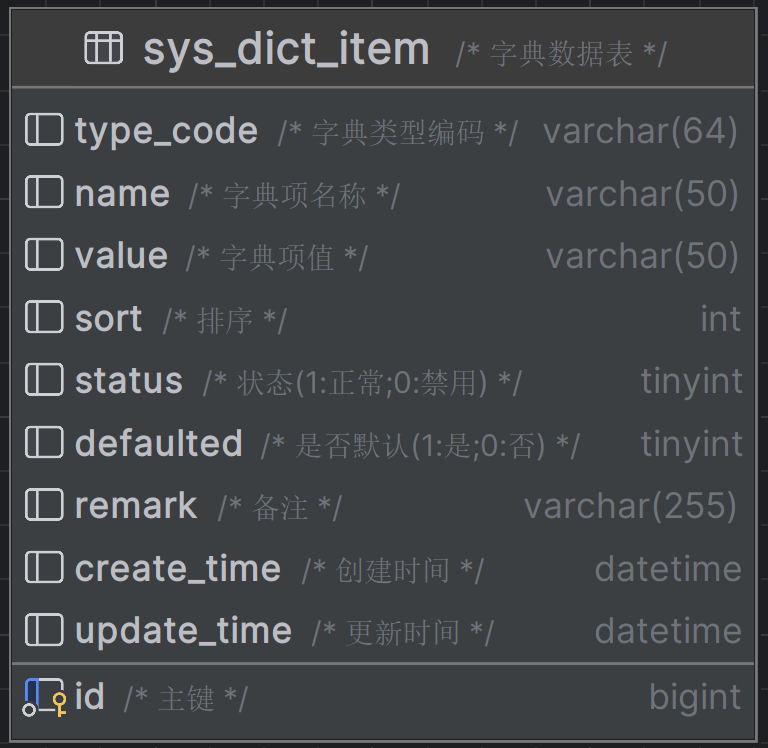 sys_dict_item /* 字典数据表 */
type_code /* 字典类型编码 */ varchar(64)
name /* 字典项名称 */ varchar(50)
value /* 字典项值 */ varchar(50)
sort /* 排序 */ int
status /* 状态(1:正常;0:禁用) */ tinyint
defaulted /* 是否默认(1:是;0:否) */ tinyint
remark /* 备注 */ varchar(255)
create_time /* 创建时间 */ datetime
update_time /* 更新时间 */ datetime
id /* 主键 */ bigint